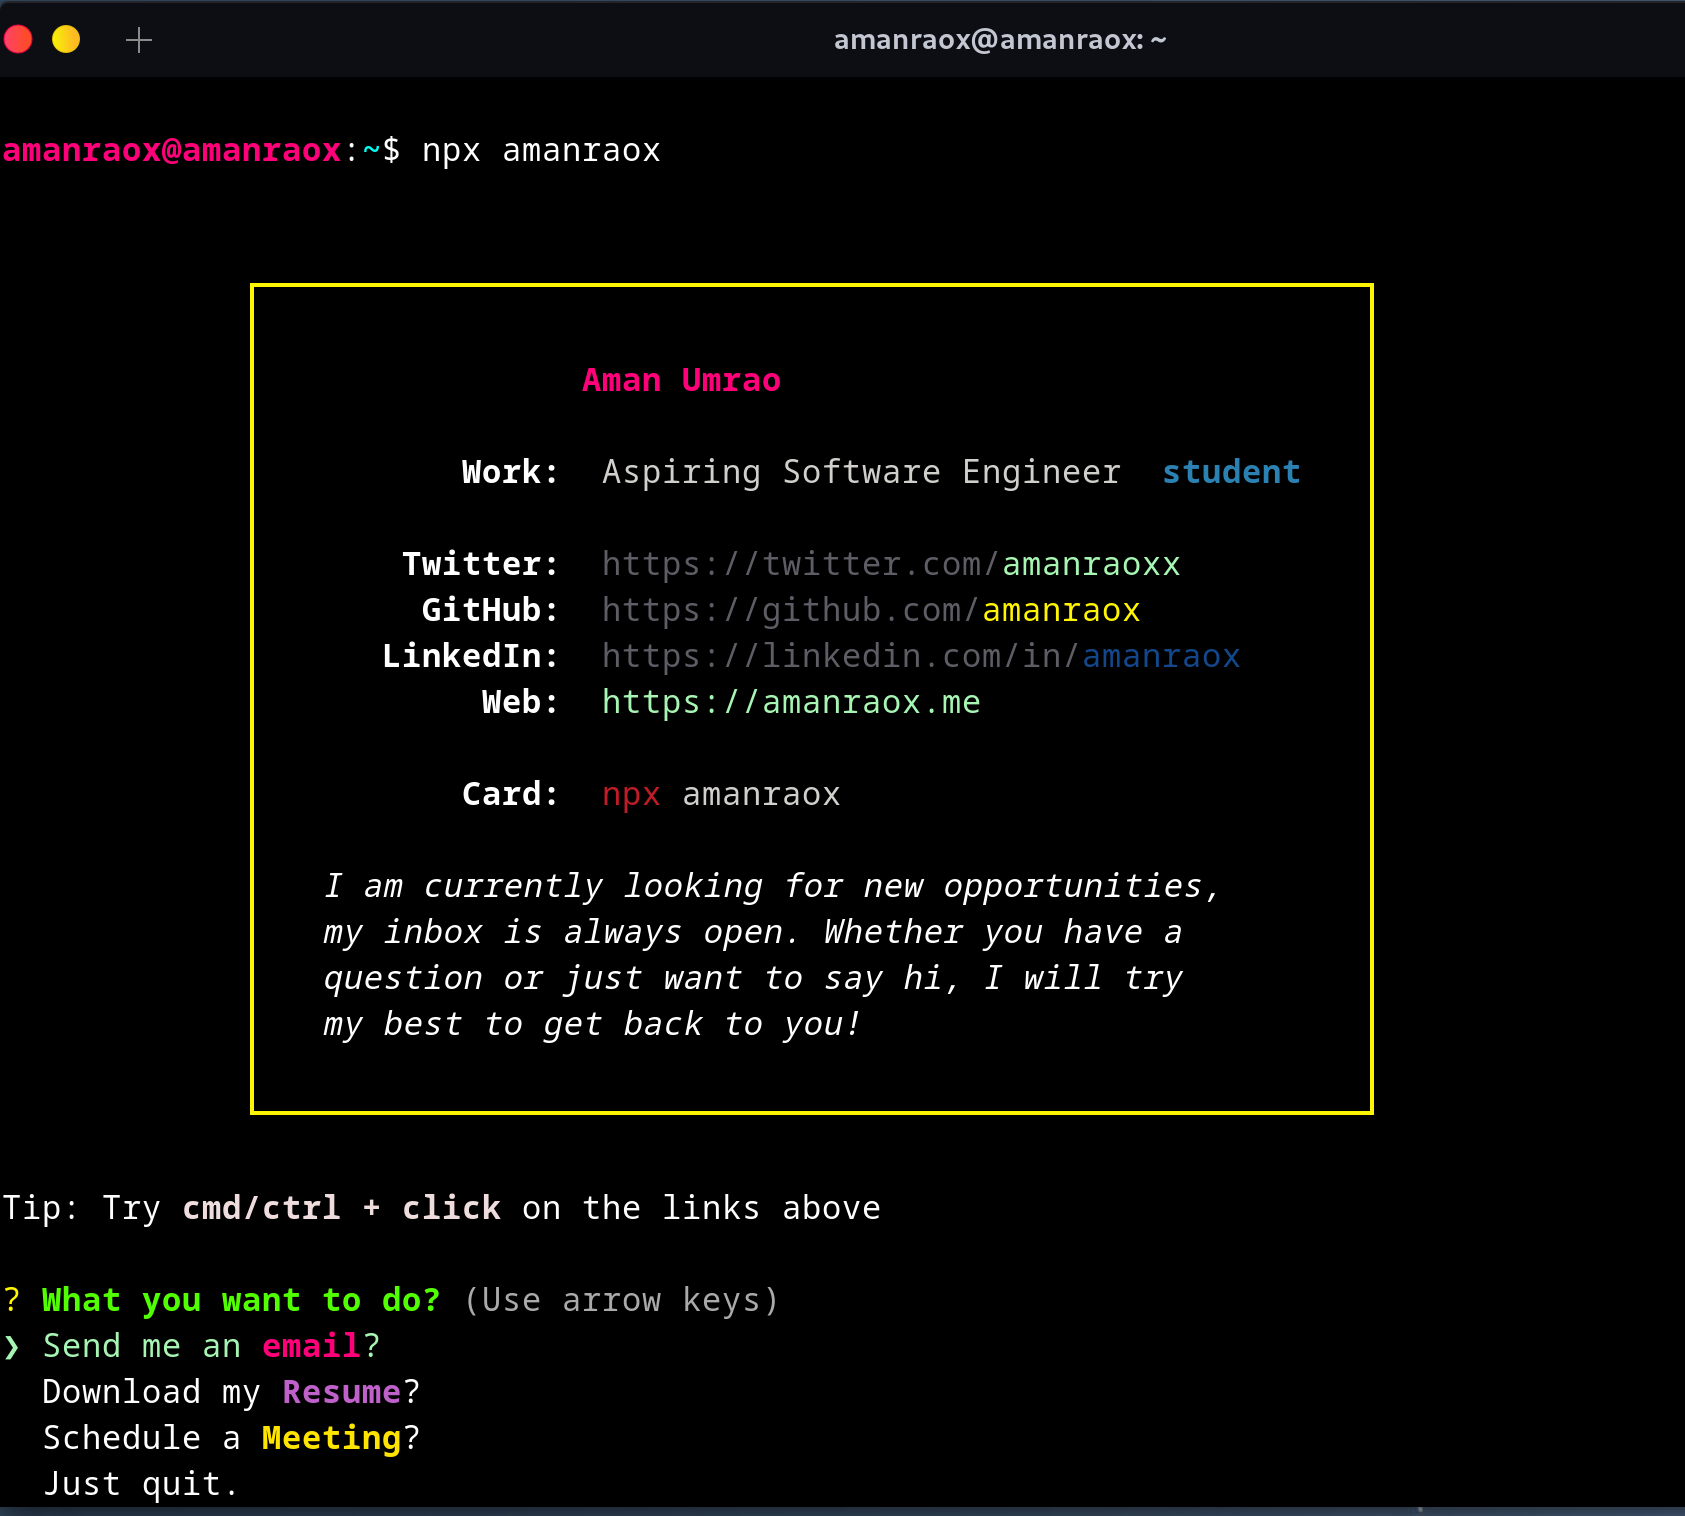 amanraox@amanraox: ~
amanraox@amanraox:~$ npx amanraox
Aman Umrao
Work: Aspiring Software Engineer student
Twitter: https://twitter.com/amanraoxx
GitHub: https://github.com/amanraox
LinkedIn: https://linkedin.com/in/amanraox
Web: https://amanraox.me
Card: npx amanraox
I am currently looking for new opportunities,
my inbox is always open. Whether you have a
question or just want to say hi, I will try
my best to get back to you!
Tip: Try cmd/ctrl + click on the links above
? What you want to do? (Use arrow keys)
❯ Send me an email?
Download my Resume?
Schedule a Meeting?
Just quit.